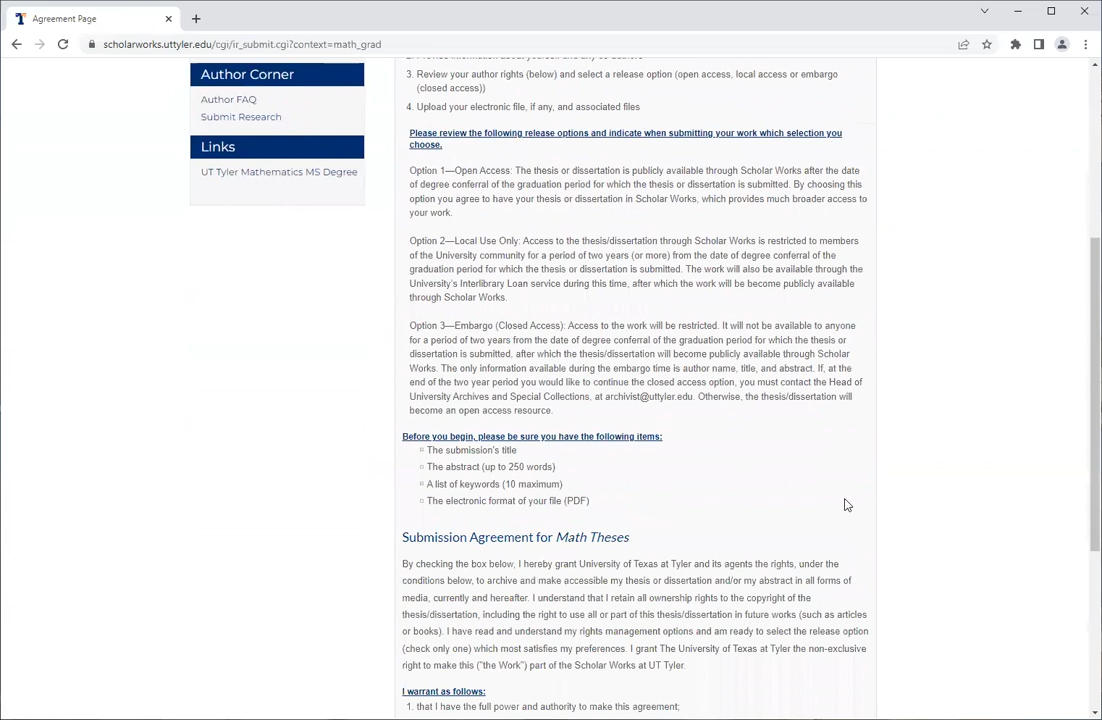 Agreement Page
scholarworks.uttyler.edu/cgi/ir_submit.cgi?context=math_grad
Author Corner
Author FAQ
Submit Research
Links
UT Tyler Mathematics MS Degree
3. Review your author rights (below) and select a release option (open access, local access or embargo
(closed access))
4. Upload your electronic file, if any, and associated files
Please review the following release options and indicate when submitting your work which selection you
choose.
Option 1—Open Access: The thesis or dissertation is publicly available through Scholar Works after the date
of degree conferral of the graduation period for which the thesis or dissertation is submitted. By choosing this
option you agree to have your thesis or dissertation in Scholar Works, which provides much broader access to
your work.
Option 2—Local Use Only: Access to the thesis/dissertation through Scholar Works is restricted to members
of the University community for a period of two years (or more) from the date of degree conferral of the
graduation period for which the thesis or dissertation is submitted. The work will also be available through the
University's Interlibrary Loan service during this time, after which the work will be become publicly available
through Scholar Works.
Option 3—Embargo (Closed Access): Access to the work will be restricted. It will not be available to anyone
for a period of two years from the date of degree conferral of the graduation period for which the thesis or
dissertation is submitted, after which the thesis/dissertation will become publicly available through Scholar
Works. The only information available during the embargo time is author name, title, and abstract. If, at the
end of the two year period you would like to continue the closed access option, you must contact the Head of
University Archives and Special Collections, at archivist@uttyler.edu. Otherwise, the thesis/dissertation will
become an open access resource.
Before you begin, please be sure you have the following items:
The submission's title
The abstract (up to 250 words)
A list of keywords (10 maximum)
The electronic format of your file (PDF)
Submission Agreement for Math Theses
By checking the box below, I hereby grant University of Texas at Tyler and its agents the rights, under the
conditions below, to archive and make accessible my thesis or dissertation and/or my abstract in all forms of
media, currently and hereafter. I understand that I retain all ownership rights to the copyright of the
thesis/dissertation, including the right to use all or part of this thesis/dissertation in future works (such as articles
or books). I have read and understand my rights management options and am ready to select the release option
(check only one) which most satisfies my preferences. I grant The University of Texas at Tyler the non-exclusive
right to make this ("the Work") part of the Scholar Works at UT Tyler.
I warrant as follows:
1. that I have the full power and authority to make this agreement;